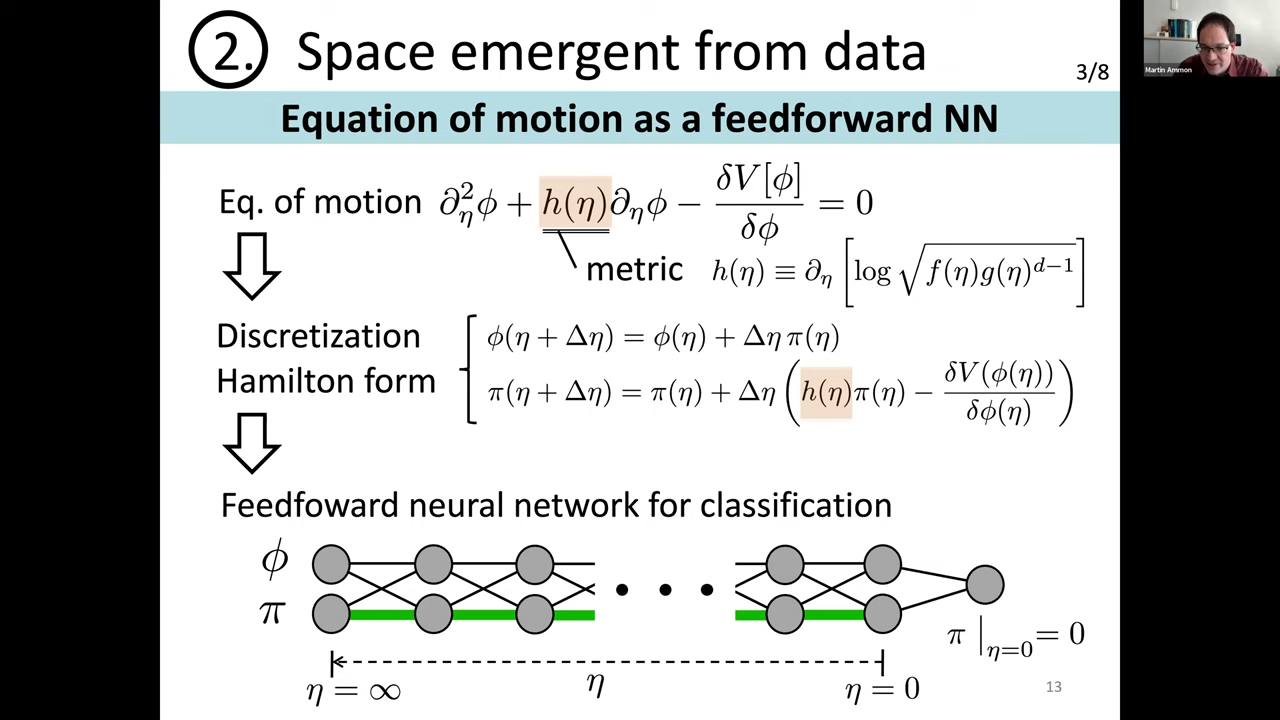 2. Space emergent from data
3/8
Martin Ammon
Equation of motion as a feedforward NN
Eq. of motion ∂_η²ϕ + h(η)∂_ηϕ − δV[ϕ]/δϕ = 0
metric h(η) ≡ ∂_η [log √(f(η)g(η)^{d−1})]
Discretization
Hamilton form
ϕ(η + Δη) = ϕ(η) + Δη π(η)
π(η + Δη) = π(η) + Δη (h(η)π(η) − δV(ϕ(η))/δϕ(η))
Feedfoward neural network for classification
ϕ
π
π |_{η=0} = 0
η = ∞ η η = 0
13